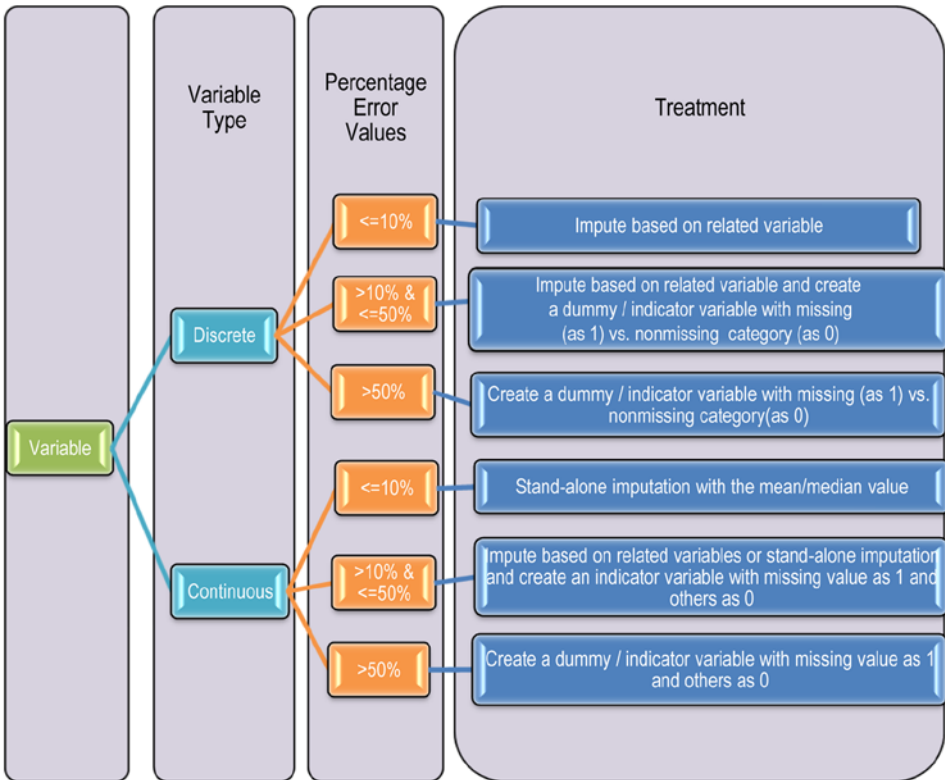 Variable
Type
Percentage
Error
Values
Treatment
<=10%
Impute based on related variable
>10% &
<=50%
Impute based on related variable and create
a dummy / indicator variable with missing
(as 1) vs. nonmissing category (as 0)
Discrete
>50%
Create a dummy / indicator variable with missing (as 1) vs.
nonmissing category(as 0)
Variable
<=10%
Stand-alone imputation with the mean/median value
Continuous
>10% &
<=50%
Impute based on related variables or stand-alone imputation
and create an indicator variable with missing value as 1 and
others as 0
>50%
Create a dummy / indicator variable with missing value as 1
and others as 0